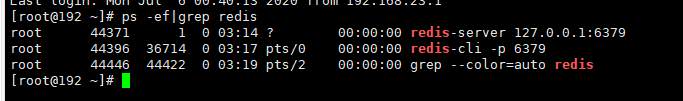 Last login: Mon Jul  6 00:40:13 2020 from 192.168.23.1
[root@192 ~]# ps -ef|grep redis
root      44371      1  0 03:14 ?        00:00:00 redis-server 127.0.0.1:6379
root      44396  36714  0 03:17 pts/0    00:00:00 redis-cli -p 6379
root      44446  44422  0 03:19 pts/2    00:00:00 grep --color=auto redis
[root@192 ~]#